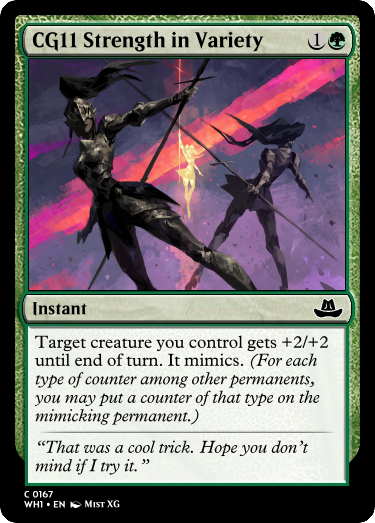 CG11 Strength in Variety 1
Instant
Target creature you control gets +2/+2
until end of turn. It mimics. (For each
type of counter among other permanents,
you may put a counter of that type on the
mimicking permanent.)
"That was a cool trick. Hope you don't
mind if I try it."
C 0167
WH1 • EN Mist XG